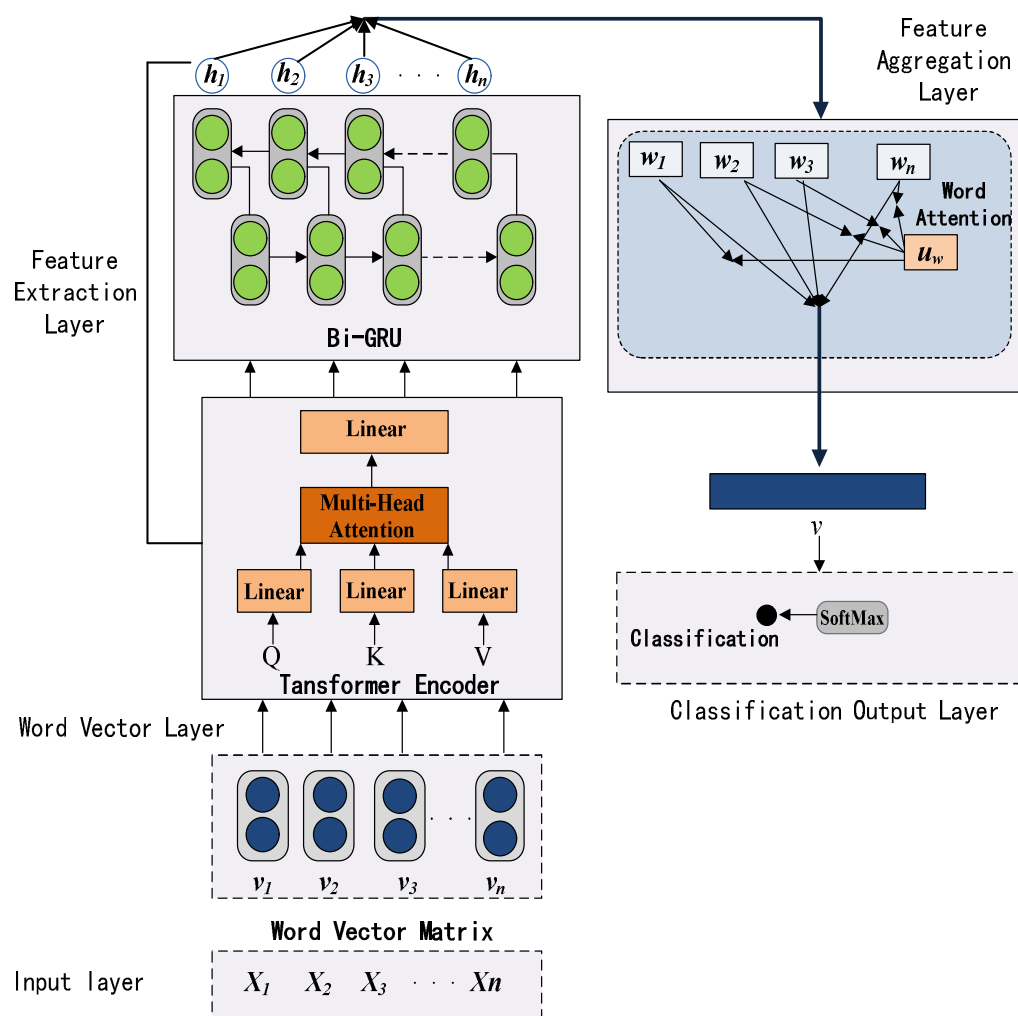 Feature
Aggregation
Layer
h1 h2 h3 · · · · hn
w1 w2 w3 wn
Word
Attention
uw
Feature
Extraction
Layer
Bi-GRU
Linear
Multi-Head
Attention
Linear Linear Linear
Q K V
Tansformer Encoder
v
SoftMax
Classification
Classification Output Layer
Word Vector Layer
· · ·
v1 v2 v3 vn
Word Vector Matrix
Input layer
X1 X2 X3 · · · · Xn